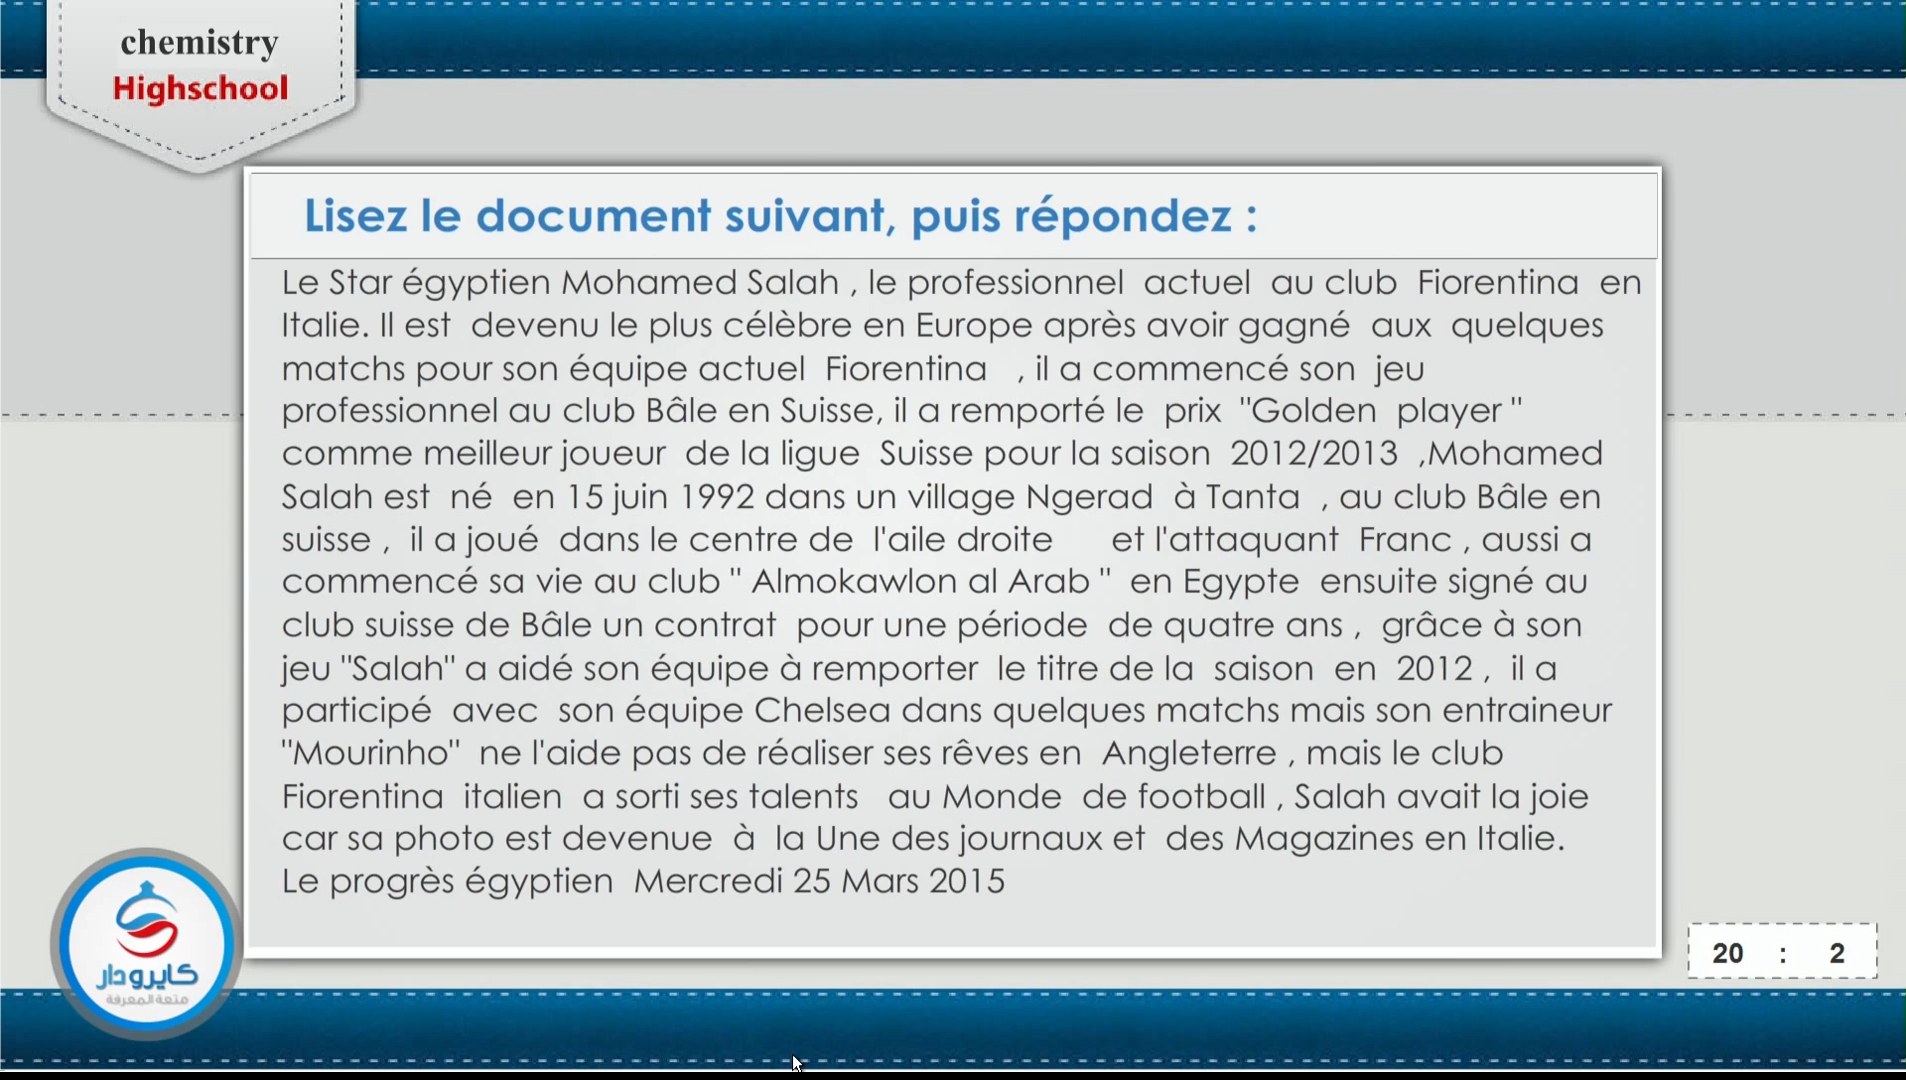 chemistry
Highschool
Lisez le document suivant, puis répondez :
Le Star égyptien Mohamed Salah , le professionnel actuel au club Fiorentina en
Italie. Il est devenu le plus célèbre en Europe après avoir gagné aux quelques
matchs pour son équipe actuel Fiorentina , il a commencé son jeu
professionnel au club Bâle en Suisse, il a remporté le prix "Golden player "
comme meilleur joueur de la ligue Suisse pour la saison 2012/2013 ,Mohamed
Salah est né en 15 juin 1992 dans un village Ngerad à Tanta , au club Bâle en
suisse , il a joué dans le centre de l'aile droite et l'attaquant Franc , aussi a
commencé sa vie au club " Almokawlon al Arab " en Egypte ensuite signé au
club suisse de Bâle un contrat pour une période de quatre ans , grâce à son
jeu "Salah" a aidé son équipe à remporter le titre de la saison en 2012 , il a
participé avec son équipe Chelsea dans quelques matchs mais son entraineur
"Mourinho" ne l'aide pas de réaliser ses rêves en Angleterre , mais le club
Fiorentina italien a sorti ses talents au Monde de football , Salah avait la joie
car sa photo est devenue à la Une des journaux et des Magazines en Italie.
Le progrès égyptien Mercredi 25 Mars 2015
كايرودار
متعة المعرفة
20 : 2